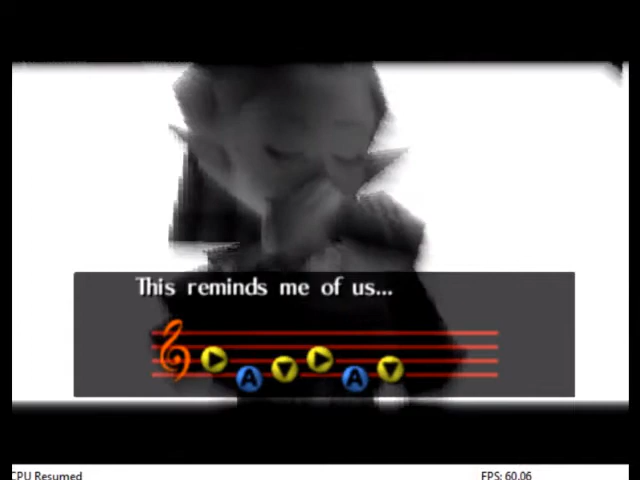 This reminds me of us...
A
A
CPU Resumed
FPS: 60.06